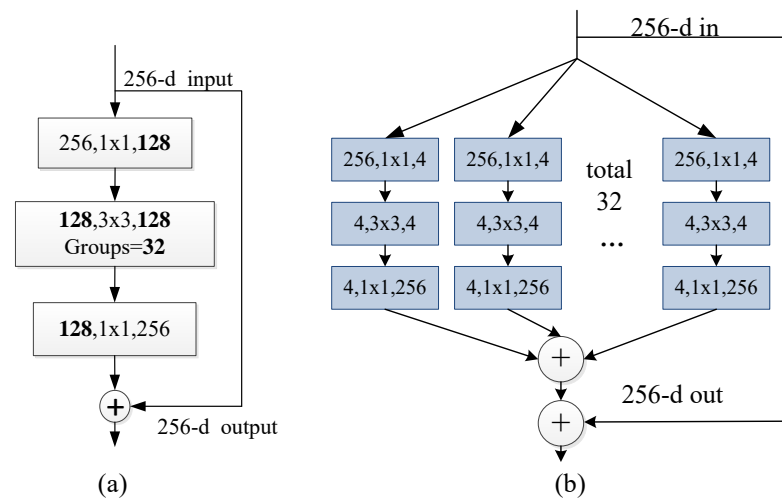 256-d input
256,1x1,128
128,3x3,128
Groups=32
128,1x1,256
+
256-d output
(a)
256-d in
256,1x1,4
256,1x1,4
total
32
...
256,1x1,4
4,3x3,4
4,3x3,4
4,3x3,4
4,1x1,256
4,1x1,256
4,1x1,256
+
256-d out
+
(b)